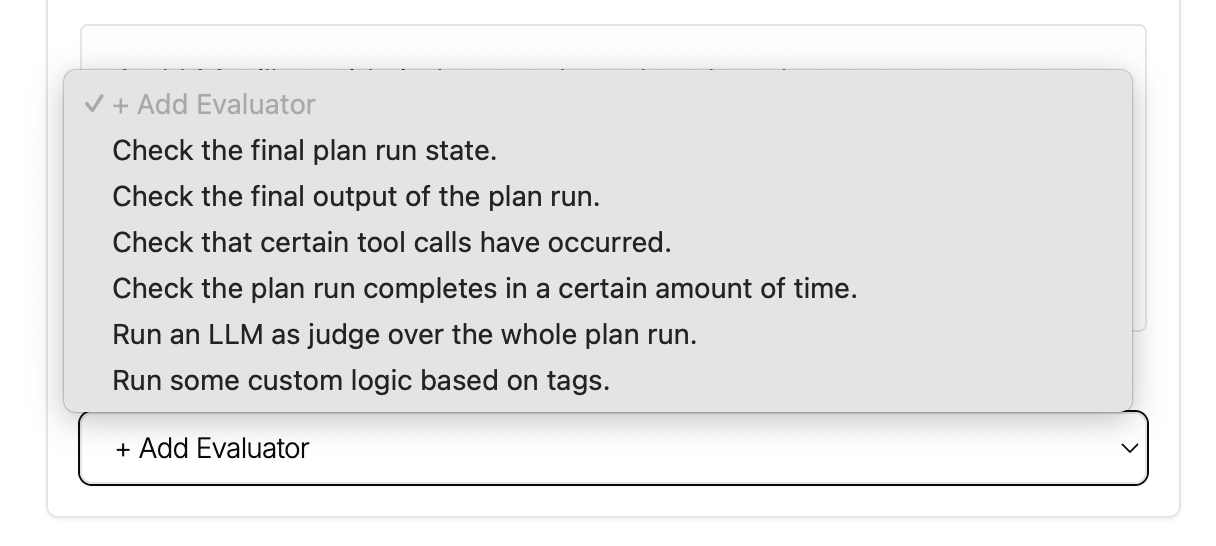 ✓ + Add Evaluator
Check the final plan run state.
Check the final output of the plan run.
Check that certain tool calls have occurred.
Check the plan run completes in a certain amount of time.
Run an LLM as judge over the whole plan run.
Run some custom logic based on tags.
+ Add Evaluator